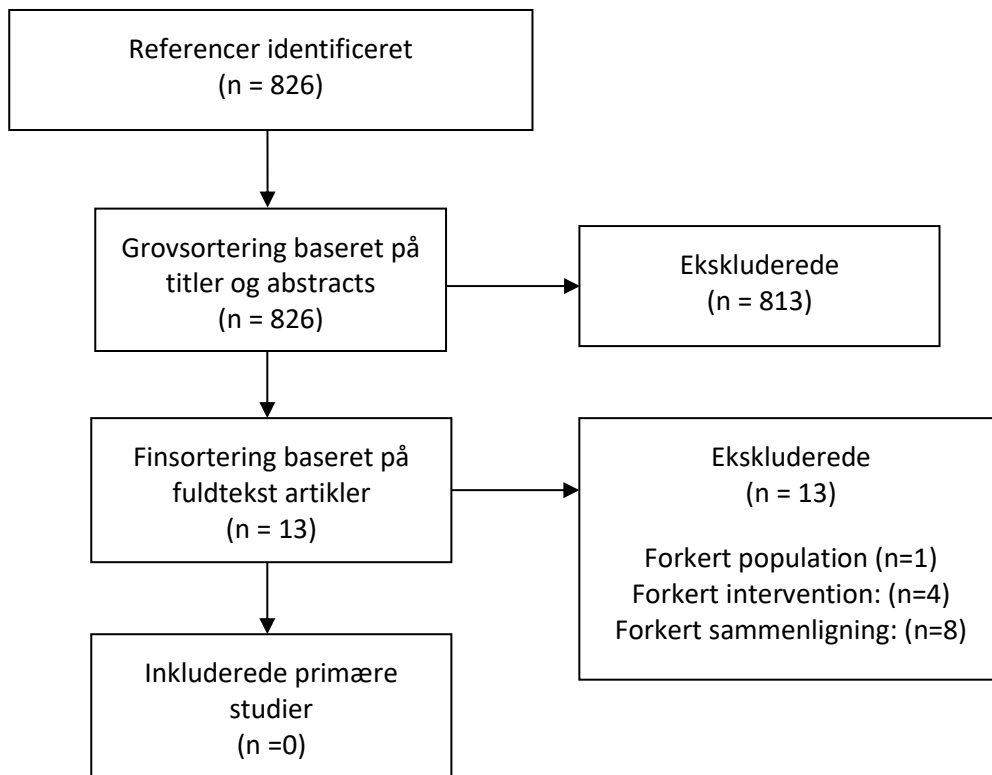 Referencer identificeret
(n = 826)
Grovsortering baseret på
titler og abstracts
(n = 826)
Ekskluderede
(n = 813)
Finsortering baseret på
fuldtekst artikler
(n = 13)
Ekskluderede
(n = 13)
Forkert population (n=1)
Forkert intervention: (n=4)
Forkert sammenligning: (n=8)
Inkluderede primære
studier
(n =0)